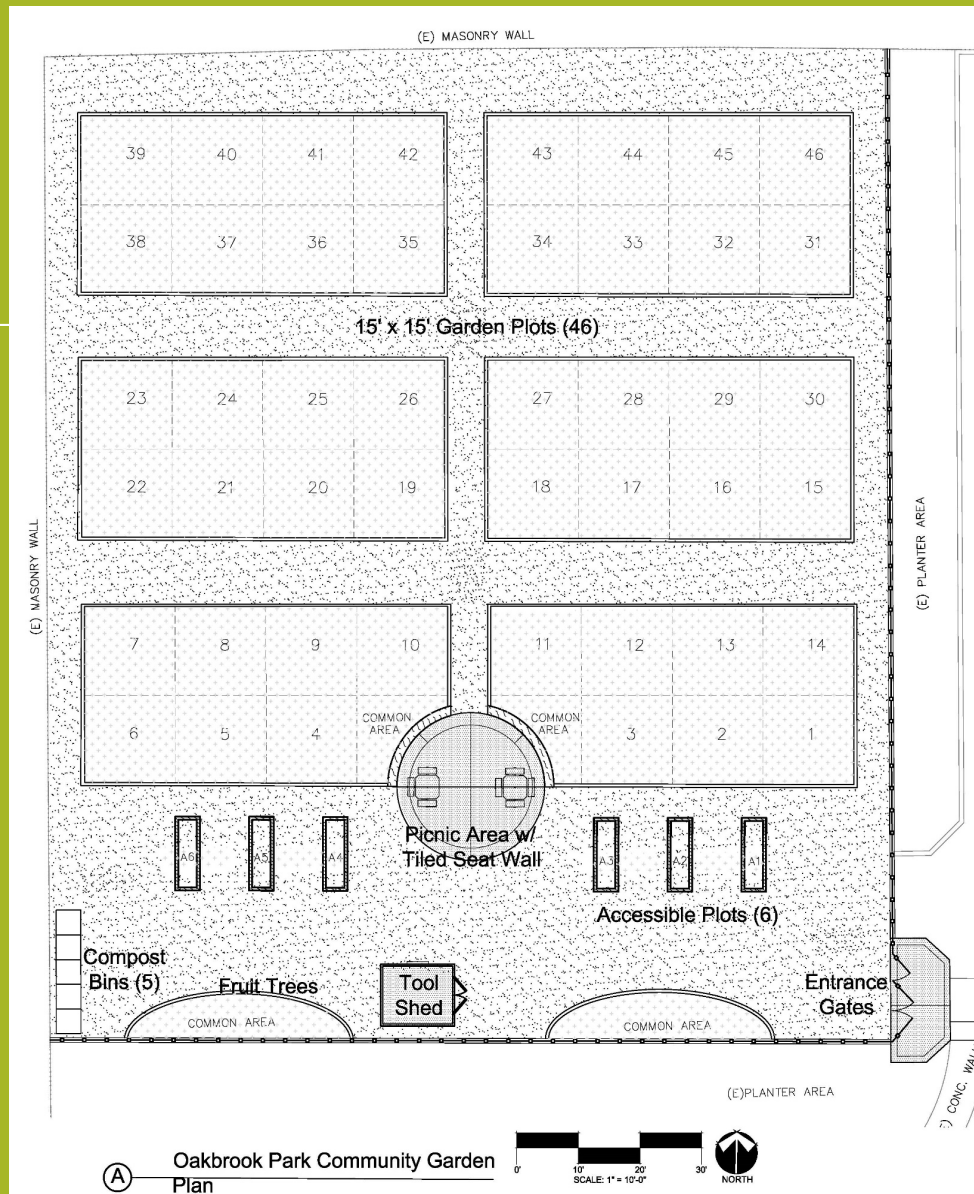 (E) MASONRY WALL
39 40 41 42 43 44 45 46
38 37 36 35 34 33 32 31
15' x 15' Garden Plots (46)
23 24 25 26 27 28 29 30
22 21 20 19 18 17 16 15
(E) MASONRY WALL
(E) PLANTER AREA
7 8 9 10 11 12 13 14
6 5 4 COMMON AREA COMMON AREA 3 2 1
Picnic Area w/
Tiled Seat Wall
A6 A5 A4 A3 A2 A1
Accessible Plots (6)
Compost
Bins (5)
Fruit Trees
Tool
Shed
Entrance
Gates
COMMON AREA
COMMON AREA
(E)PLANTER AREA
E) CONC. WALL
A
Oakbrook Park Community Garden
Plan
0' 10' 20' 30'
SCALE: 1" = 10'-0"
NORTH